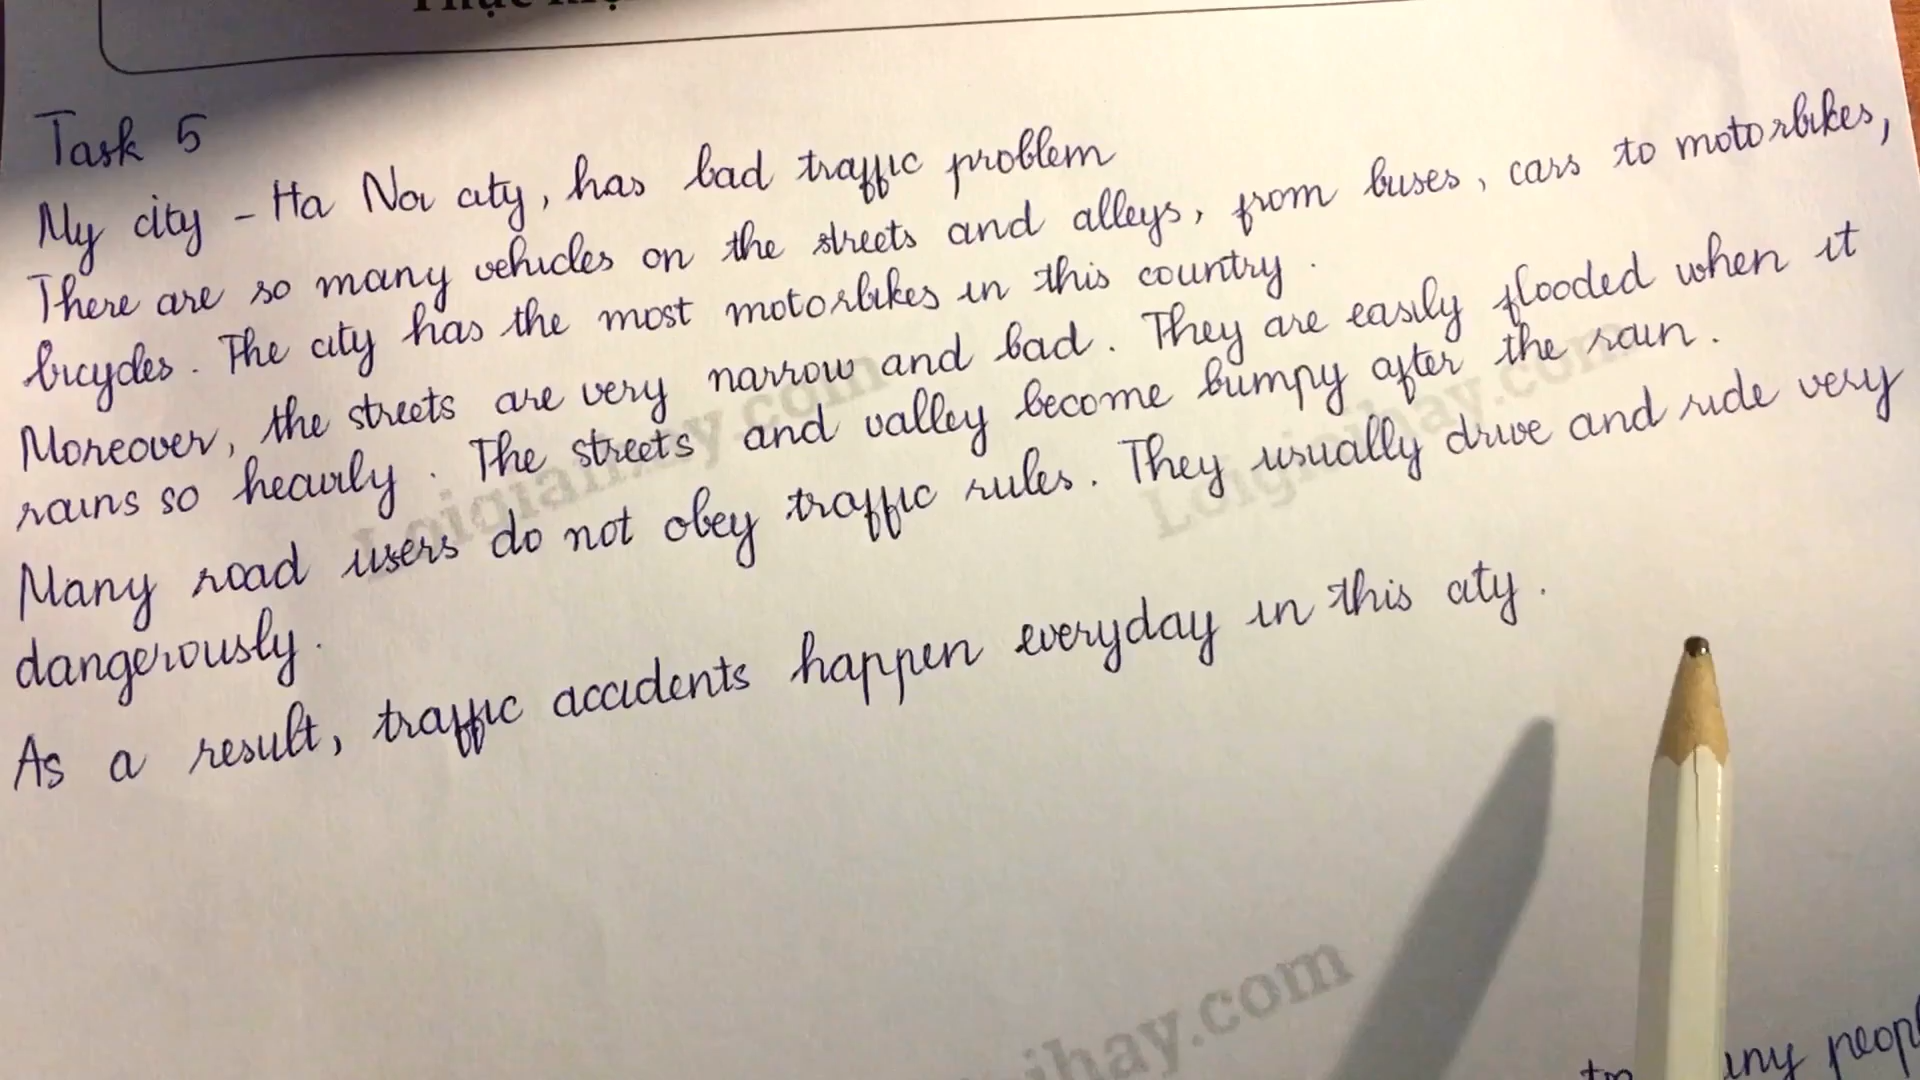 Task 5
My city - Ha Noi city, has bad traffic problem
There are so many vehicles on the streets and alleys, from buses, cars to motorbikes,
bicycles. The city has the most motorbikes in this country.
Moreover, the streets are very narrow and bad. They are easily flooded when it
rains so heavily. The streets and valley become bumpy after the rain.
Many road users do not obey traffic rules. They usually drive and ride very
dangerously.
As a result, traffic accidents happen everyday in this city.
Loigiaihay.com
Loigiaihay.com